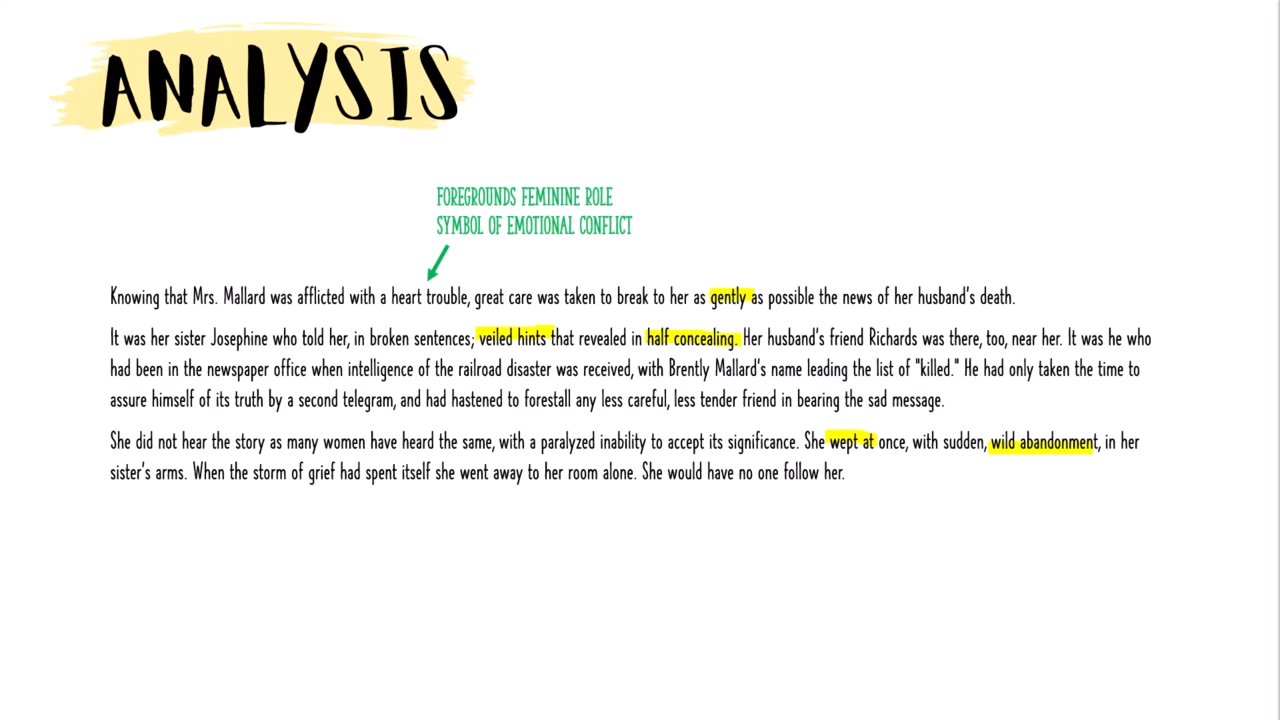 ANALYSIS
FOREGROUNDS FEMININE ROLE
SYMBOL OF EMOTIONAL CONFLICT
Knowing that Mrs. Mallard was afflicted with a heart trouble, great care was taken to break to her as gently as possible the news of her husband's death.
It was her sister Josephine who told her, in broken sentences; veiled hints that revealed in half concealing. Her husband's friend Richards was there, too, near her. It was he who
had been in the newspaper office when intelligence of the railroad disaster was received, with Brently Mallard's name leading the list of "killed." He had only taken the time to
assure himself of its truth by a second telegram, and had hastened to forestall any less careful, less tender friend in bearing the sad message.
She did not hear the story as many women have heard the same, with a paralyzed inability to accept its significance. She wept at once, with sudden, wild abandonment, in her
sister's arms. When the storm of grief had spent itself she went away to her room alone. She would have no one follow her.